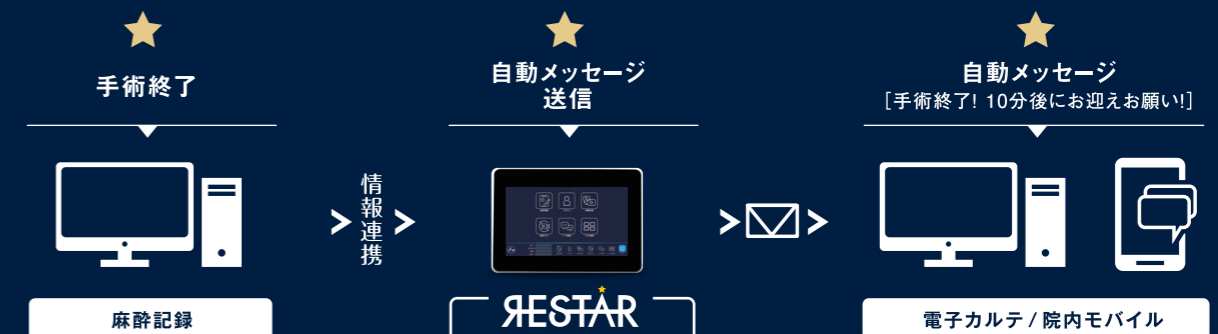 手術終了
自動メッセージ
送信
自動メッセージ
[手術終了! 10分後にお迎えお願い!]
情報連携
麻酔記録
RESTAR
電子カルテ / 院内モバイル